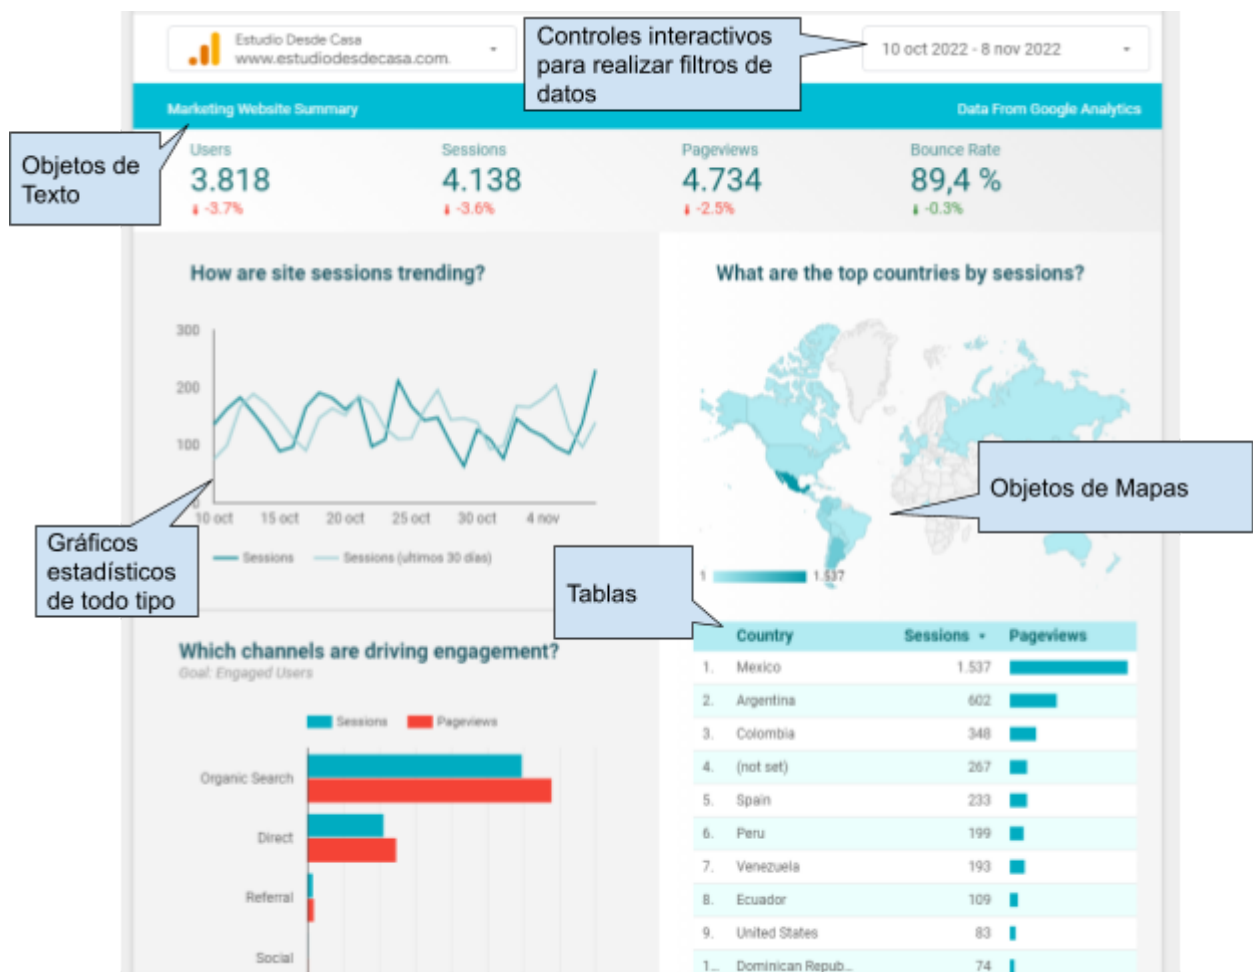 Estudio Desde Casa
www.estudiodesdecasa.com.
Controles interactivos
para realizar filtros de
datos
10 oct 2022 - 8 nov 2022
Marketing Website Summary
Data From Google Analytics
Objetos de
Texto
Users
3.818
-3.7%
Sessions
4.138
-3.6%
Pageviews
4.734
-2.5%
Bounce Rate
89,4 %
-0.3%
How are site sessions trending?
300
200
100
0
10 oct 15 oct 20 oct 25 oct 30 oct 4 nov
Sessions Sessions (ultimos 30 días)
Gráficos
estadísticos
de todo tipo
What are the top countries by sessions?
Objetos de Mapas
1 1.537
Tablas
Which channels are driving engagement?
Goal: Engaged Users
Sessions Pageviews
Organic Search
Direct
Referral
Social
Country Sessions Pageviews
1. Mexico 1.537
2. Argentina 602
3. Colombia 348
4. (not set) 267
5. Spain 233
6. Peru 199
7. Venezuela 193
8. Ecuador 109
9. United States 83
1... Dominican Repub... 74